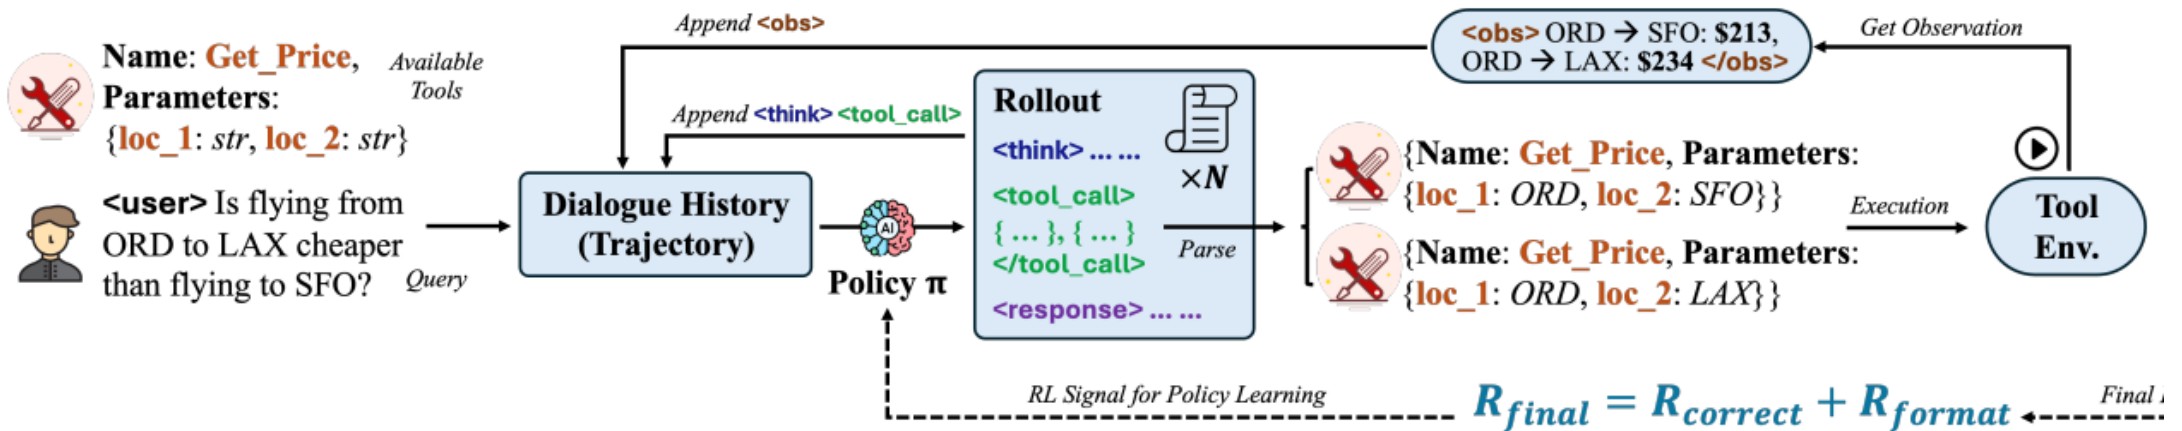 Name: Get_Price,
Parameters:
{loc_1: str, loc_2: str}
Available
Tools
<user> Is flying from
ORD to LAX cheaper
than flying to SFO?
Query
Append <obs>
Append <think> <tool_call>
Dialogue History
(Trajectory)
AI
Policy π
Rollout
<think> ... ...
<tool_call>
{ ... }, { ... }
</tool_call>
<response> ... ...
×N
Parse
{Name: Get_Price, Parameters:
{loc_1: ORD, loc_2: SFO}}
{Name: Get_Price, Parameters:
{loc_1: ORD, loc_2: LAX}}
Execution
Tool
Env.
Get Observation
<obs> ORD → SFO: $213,
ORD → LAX: $234 </obs>
RL Signal for Policy Learning
R_final = R_correct + R_format
Final